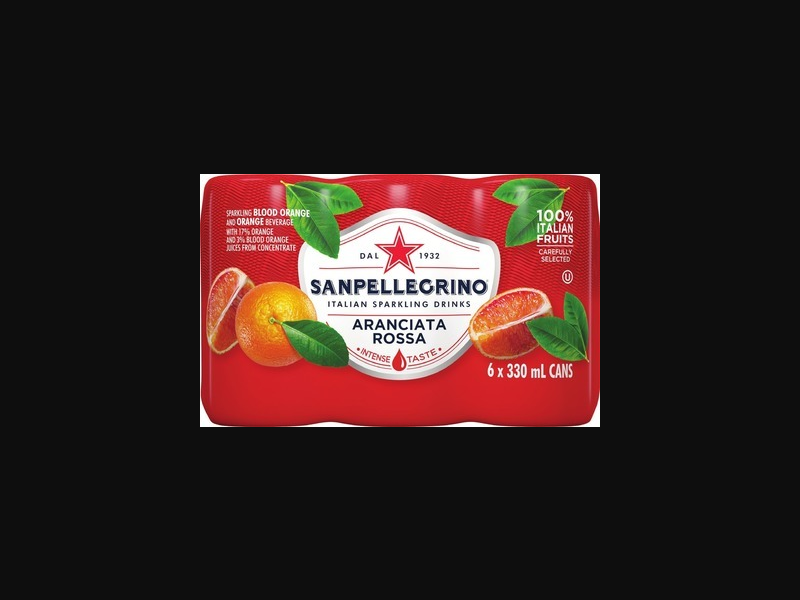 SPARKLING BLOOD ORANGE
AND ORANGE BEVERAGE
WITH 17% ORANGE
AND 3% BLOOD ORANGE
JUICES FROM CONCENTRATE
DAL 1932
SANPELLEGRINO
ITALIAN SPARKLING DRINKS
ARANCIATA
ROSSA
• INTENSE TASTE •
100%
ITALIAN
FRUITS
CAREFULLY
SELECTED
U
6 x 330 mL CANS